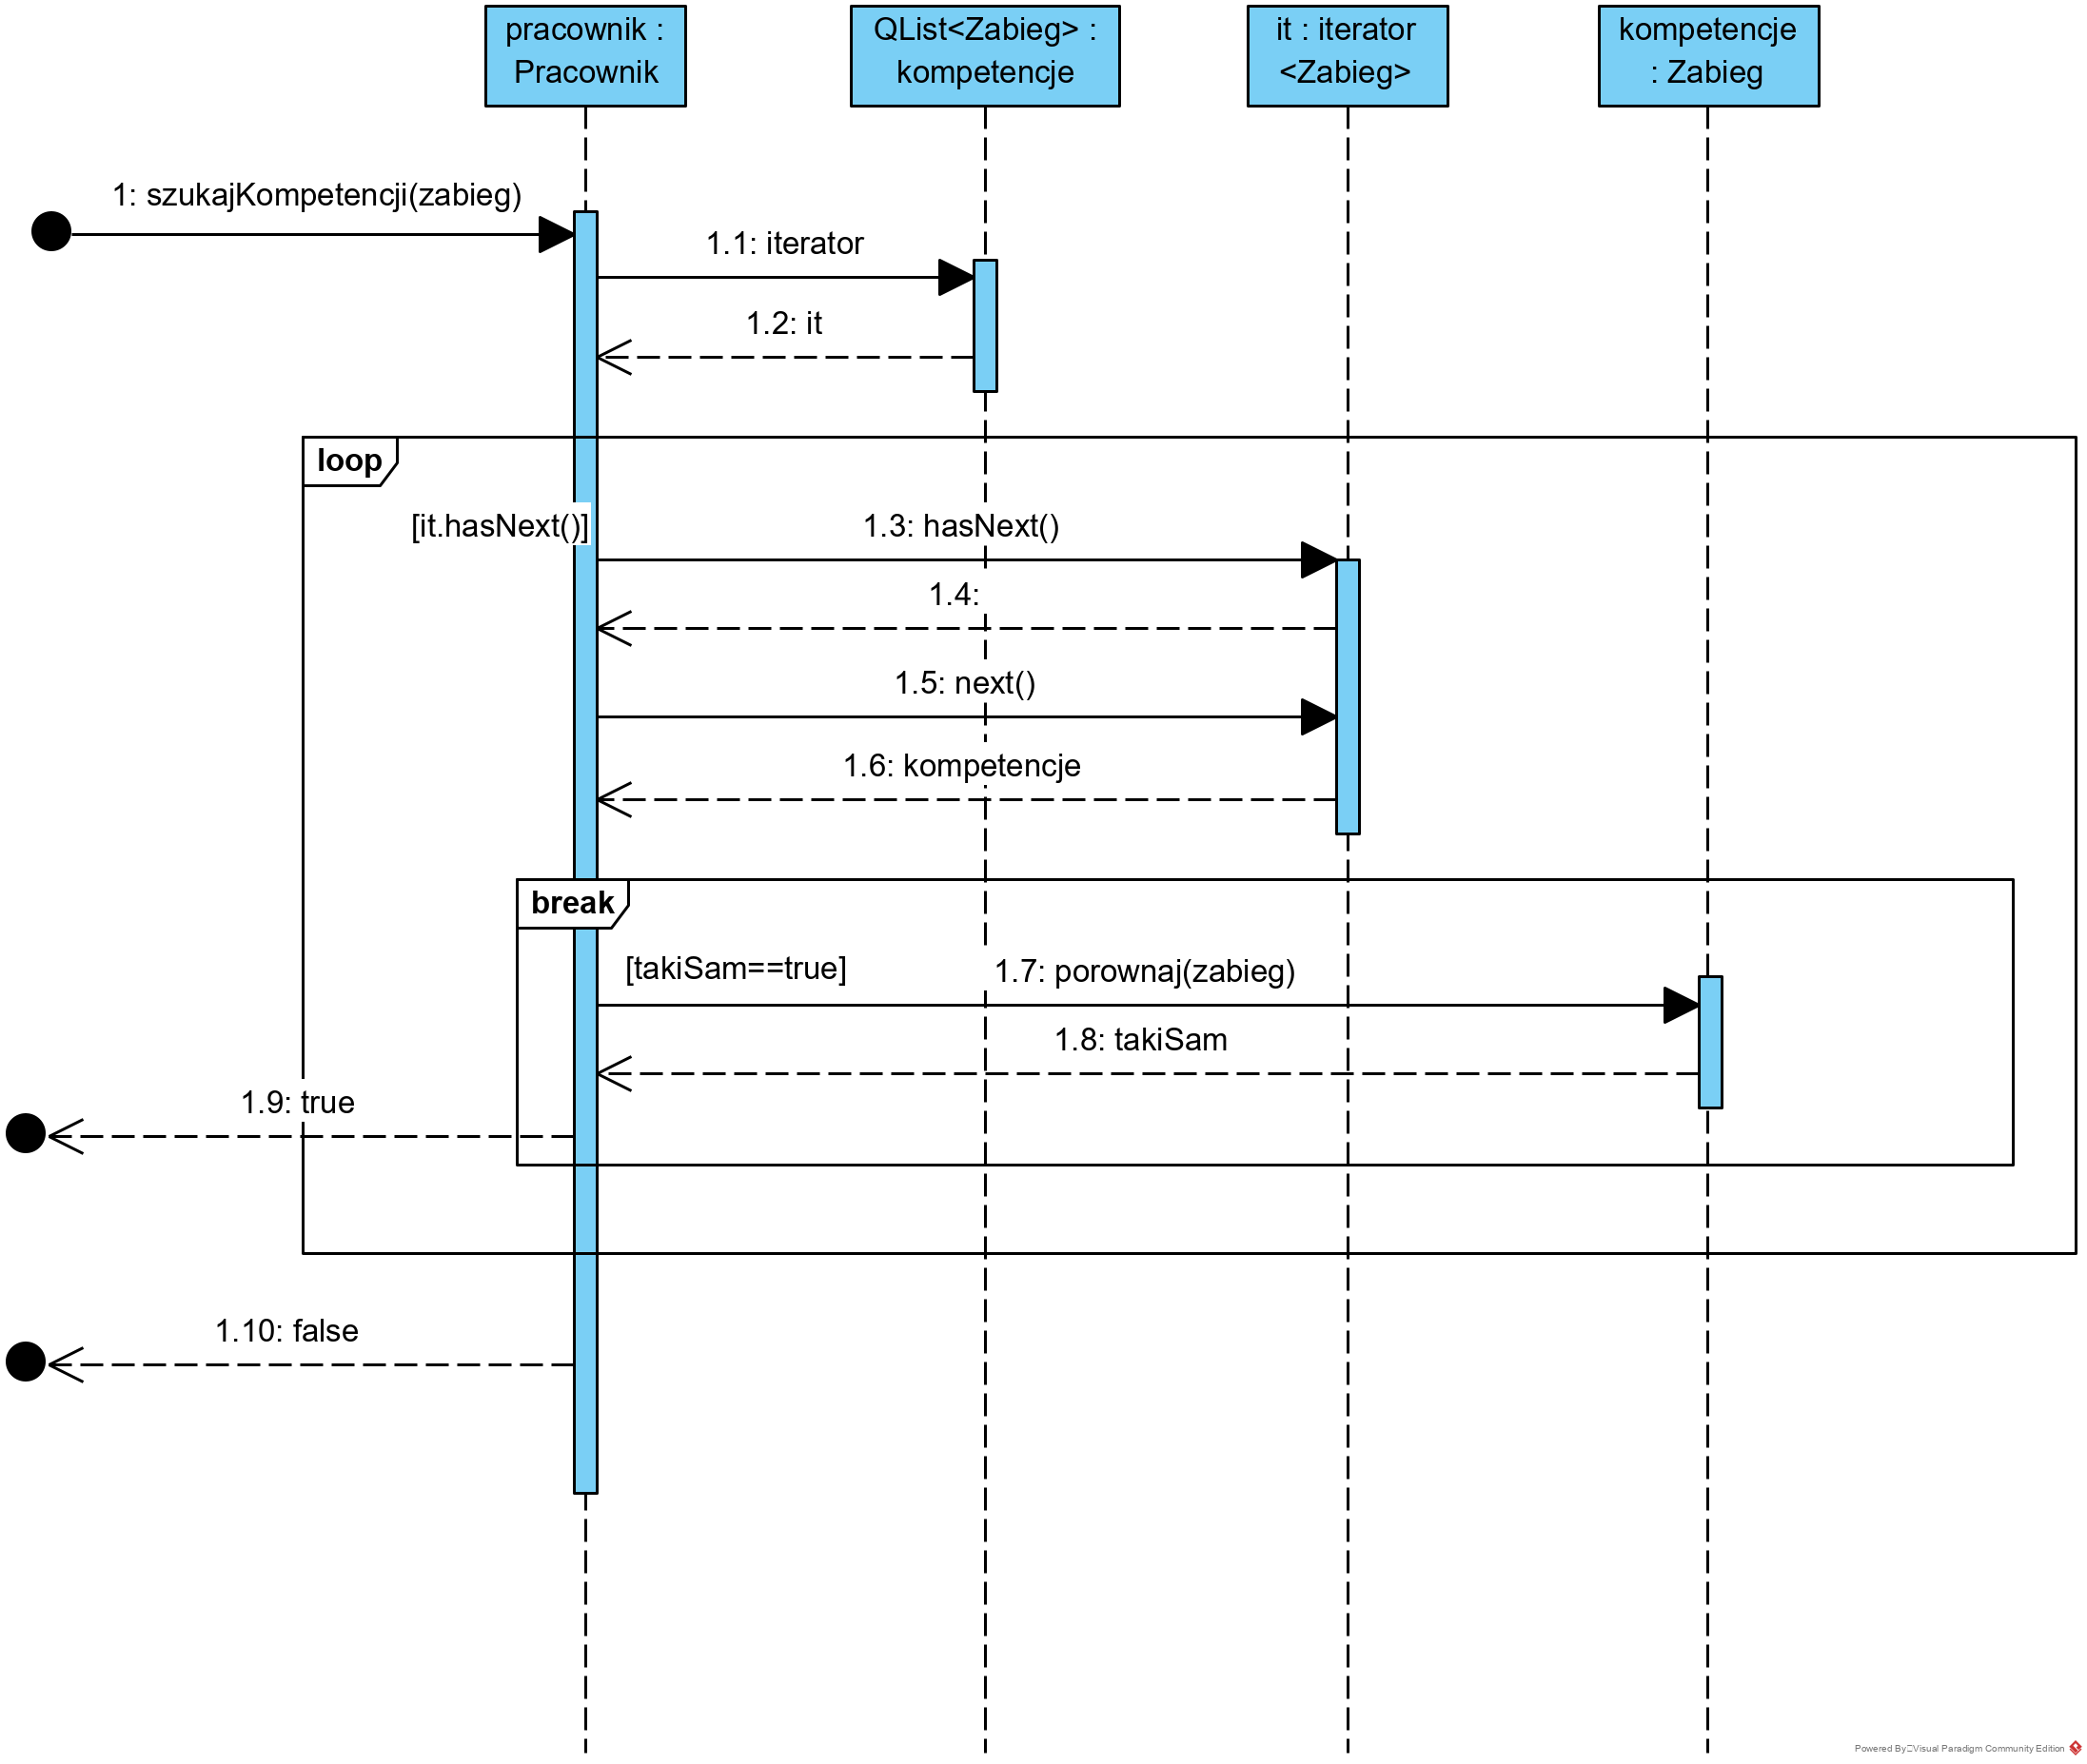 pracownik :
Pracownik
QList<Zabieg> :
kompetencje
it : iterator
<Zabieg>
kompetencje
: Zabieg
1: szukajKompetencji(zabieg)
1.1: iterator
1.2: it
loop
[it.hasNext()]
1.3: hasNext()
1.4:
1.5: next()
1.6: kompetencje
break
[takiSam==true]
1.7: porownaj(zabieg)
1.8: takiSam
1.9: true
1.10: false
Powered By Visual Paradigm Community Edition